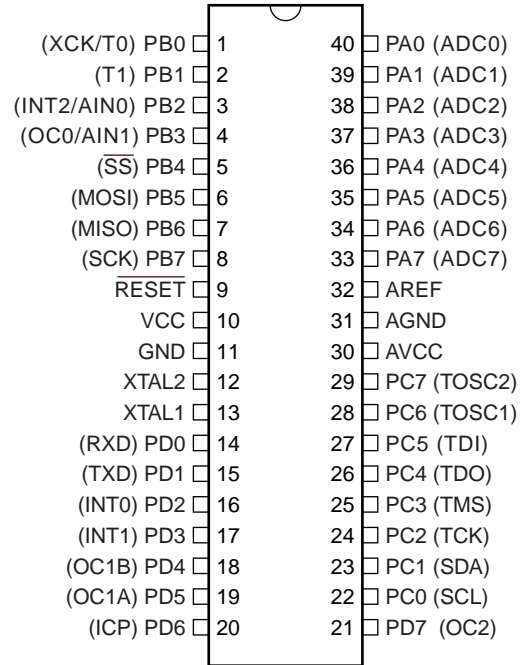 (XCK/T0) PB0 1 40 PA0 (ADC0)
(T1) PB1 2 39 PA1 (ADC1)
(INT2/AIN0) PB2 3 38 PA2 (ADC2)
(OC0/AIN1) PB3 4 37 PA3 (ADC3)
(S̅S̅) PB4 5 36 PA4 (ADC4)
(MOSI) PB5 6 35 PA5 (ADC5)
(MISO) PB6 7 34 PA6 (ADC6)
(SCK) PB7 8 33 PA7 (ADC7)
R̅E̅S̅E̅T̅ 9 32 AREF
VCC 10 31 AGND
GND 11 30 AVCC
XTAL2 12 29 PC7 (TOSC2)
XTAL1 13 28 PC6 (TOSC1)
(RXD) PD0 14 27 PC5 (TDI)
(TXD) PD1 15 26 PC4 (TDO)
(INT0) PD2 16 25 PC3 (TMS)
(INT1) PD3 17 24 PC2 (TCK)
(OC1B) PD4 18 23 PC1 (SDA)
(OC1A) PD5 19 22 PC0 (SCL)
(ICP) PD6 20 21 PD7 (OC2)